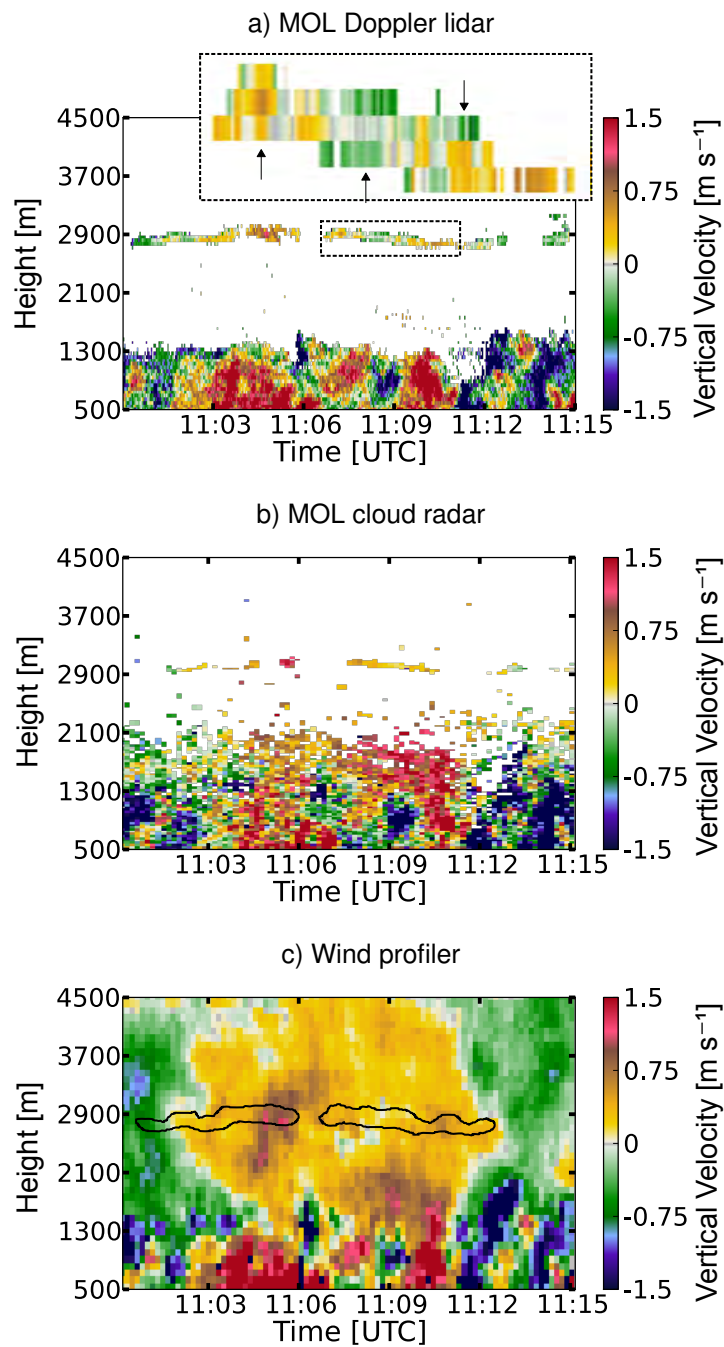 a) MOL Doppler lidar
4500
3700
2900
2100
1300
500
Height [m]
11:03 11:06 11:09 11:12 11:15
Time [UTC]
1.5
0.75
0
-0.75
-1.5
Vertical Velocity [m s⁻¹]
b) MOL cloud radar
4500
3700
2900
2100
1300
500
Height [m]
11:03 11:06 11:09 11:12 11:15
Time [UTC]
1.5
0.75
0
-0.75
-1.5
Vertical Velocity [m s⁻¹]
c) Wind profiler
4500
3700
2900
2100
1300
500
Height [m]
11:03 11:06 11:09 11:12 11:15
Time [UTC]
1.5
0.75
0
-0.75
-1.5
Vertical Velocity [m s⁻¹]